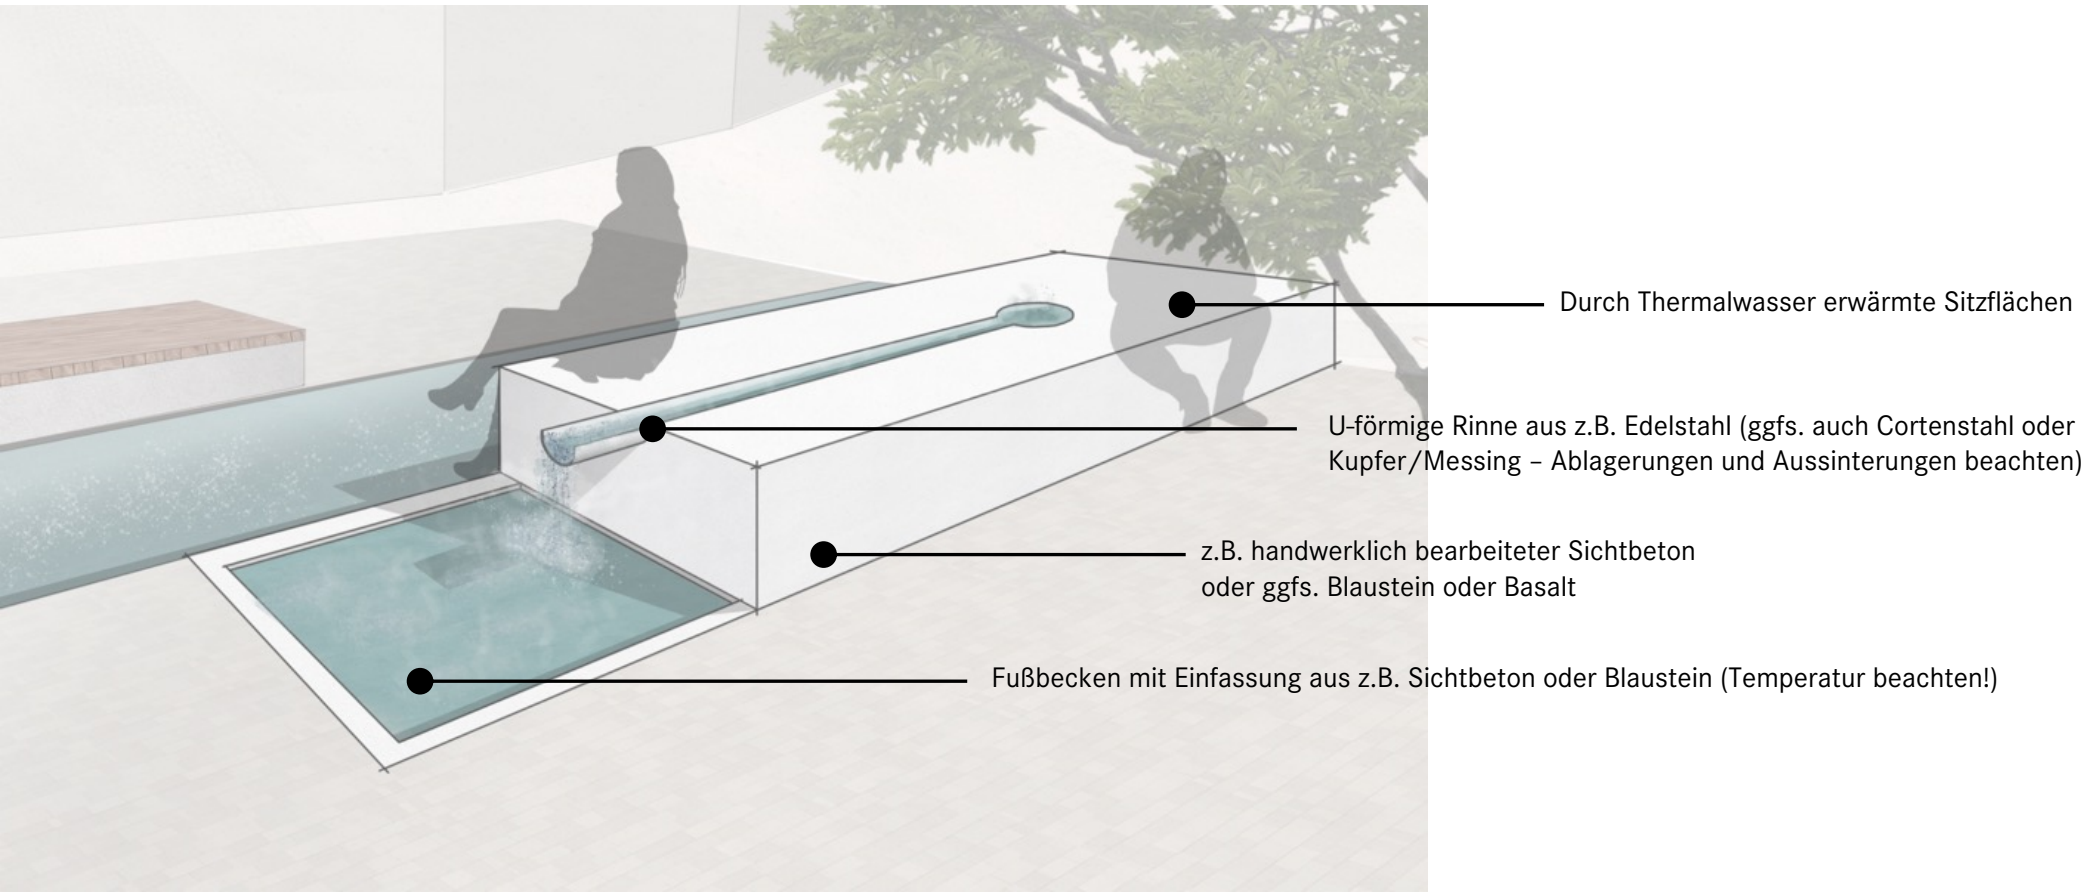 Durch Thermalwasser erwärmte Sitzflächen
U-förmige Rinne aus z.B. Edelstahl (ggfs. auch Cortenstahl oder
Kupfer/Messing – Ablagerungen und Aussinterungen beachten)
z.B. handwerklich bearbeiteter Sichtbeton
oder ggfs. Blaustein oder Basalt
Fußbecken mit Einfassung aus z.B. Sichtbeton oder Blaustein (Temperatur beachten!)